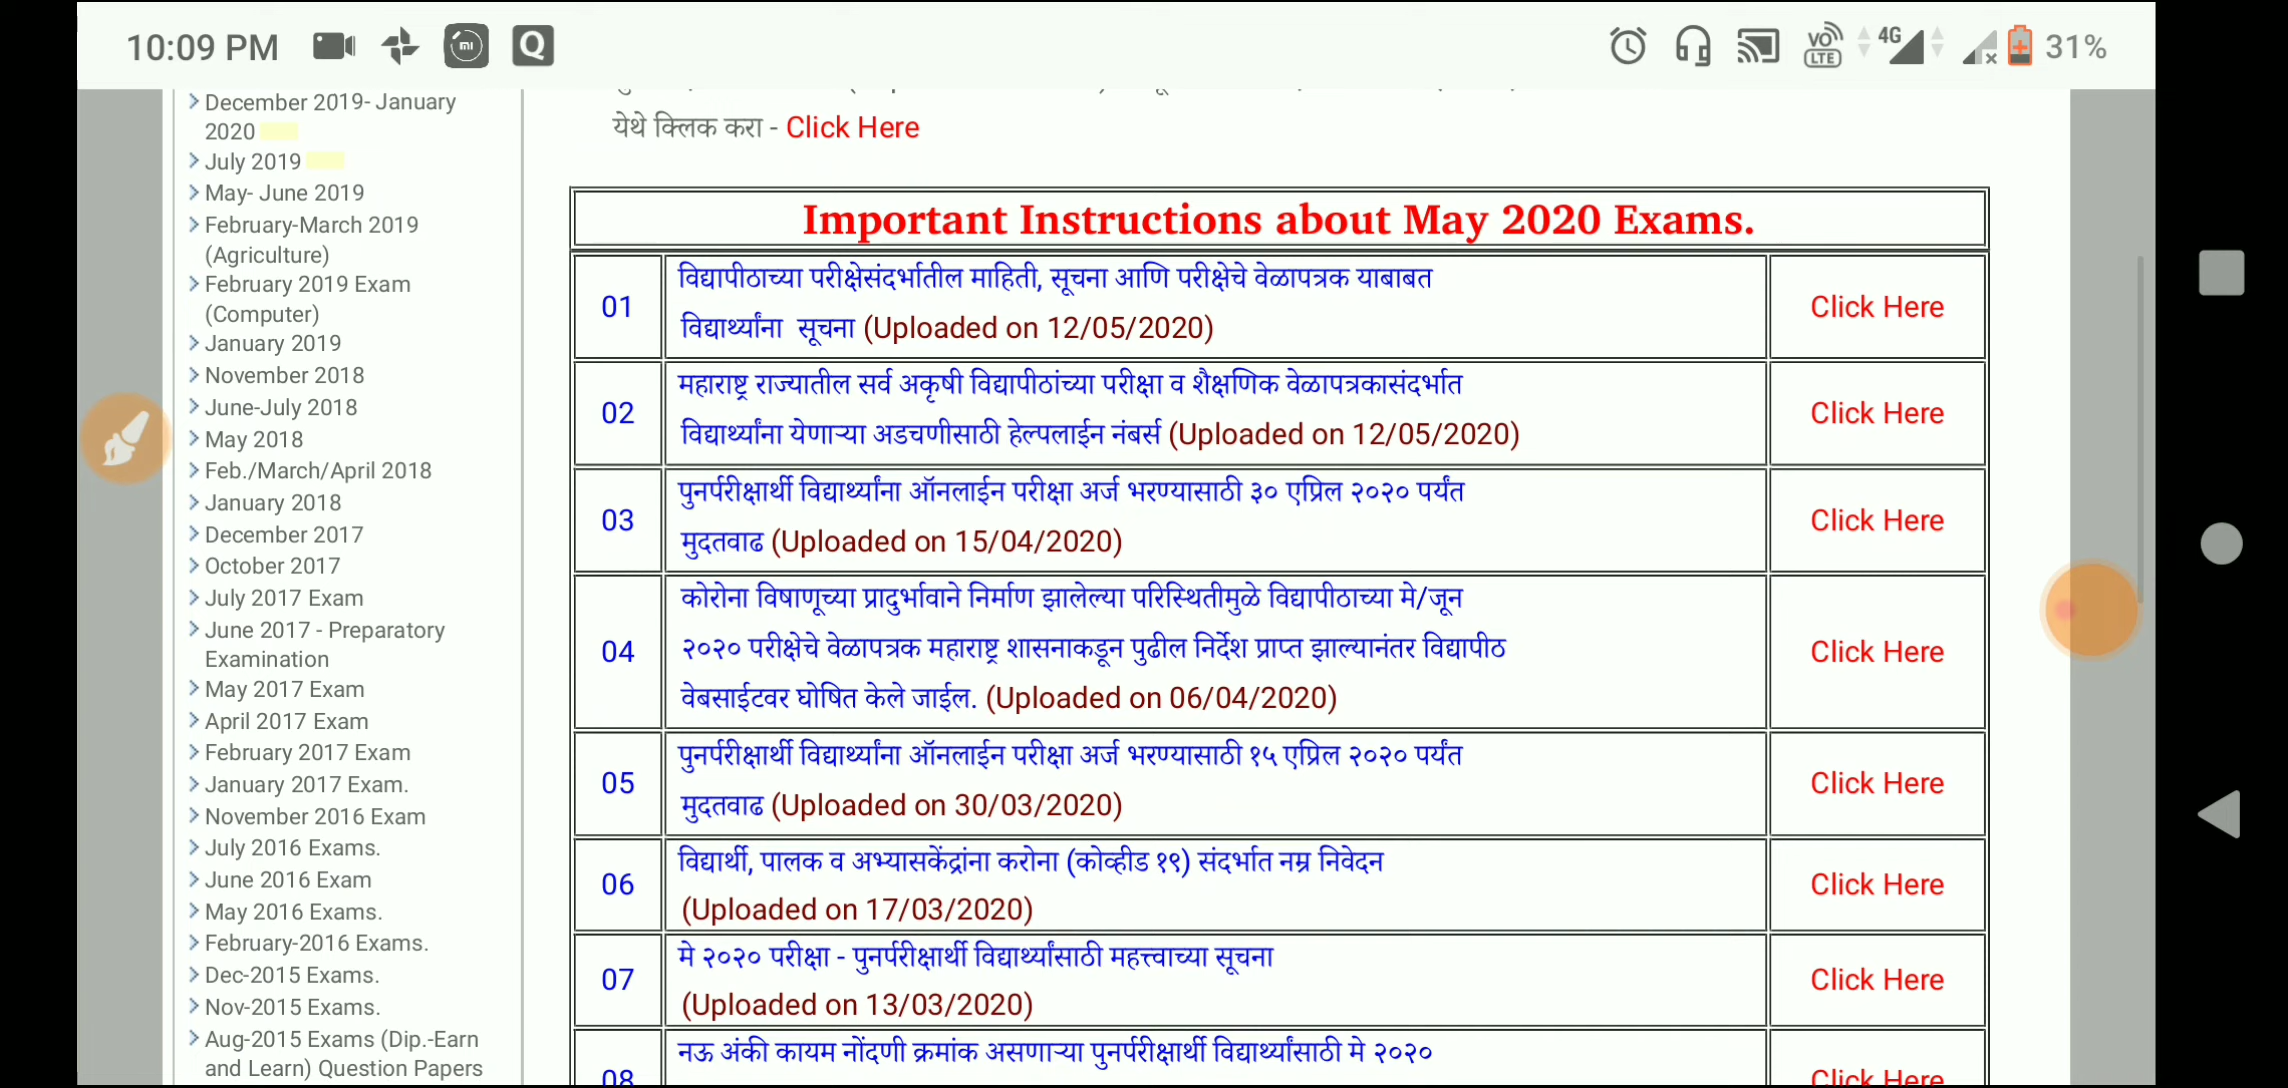 10:09 PM
4G
VO
LTE
31%
December 2019- January
2020
July 2019
May- June 2019
February-March 2019
(Agriculture)
February 2019 Exam
(Computer)
January 2019
November 2018
June-July 2018
May 2018
Feb./March/April 2018
January 2018
December 2017
October 2017
July 2017 Exam
June 2017 - Preparatory
Examination
May 2017 Exam
April 2017 Exam
February 2017 Exam
January 2017 Exam.
November 2016 Exam
July 2016 Exams.
June 2016 Exam
May 2016 Exams.
February-2016 Exams.
Dec-2015 Exams.
Nov-2015 Exams.
Aug-2015 Exams (Dip.-Earn
and Learn) Question Papers
येथे क्लिक करा - Click Here
Important Instructions about May 2020 Exams.
01
विद्यापीठाच्या परीक्षेसंदर्भातील माहिती, सूचना आणि परीक्षेचे वेळापत्रक याबाबत
विद्यार्थ्यांना सूचना (Uploaded on 12/05/2020)
Click Here
02
महाराष्ट्र राज्यातील सर्व अकृषी विद्यापीठांच्या परीक्षा व शैक्षणिक वेळापत्रकासंदर्भात
विद्यार्थ्यांना येणाऱ्या अडचणीसाठी हेल्पलाईन नंबर्स (Uploaded on 12/05/2020)
Click Here
03
पुनर्परीक्षार्थी विद्यार्थ्यांना ऑनलाईन परीक्षा अर्ज भरण्यासाठी ३० एप्रिल २०२० पर्यंत
मुदतवाढ (Uploaded on 15/04/2020)
Click Here
04
कोरोना विषाणूच्या प्रादुर्भावाने निर्माण झालेल्या परिस्थितीमुळे विद्यापीठाच्या मे/जून
२०२० परीक्षेचे वेळापत्रक महाराष्ट्र शासनाकडून पुढील निर्देश प्राप्त झाल्यानंतर विद्यापीठ
वेबसाईटवर घोषित केले जाईल. (Uploaded on 06/04/2020)
Click Here
05
पुनर्परीक्षार्थी विद्यार्थ्यांना ऑनलाईन परीक्षा अर्ज भरण्यासाठी १५ एप्रिल २०२० पर्यंत
मुदतवाढ (Uploaded on 30/03/2020)
Click Here
06
विद्यार्थी, पालक व अभ्यासकेंद्रांना करोना (कोव्हीड १९) संदर्भात नम्र निवेदन
(Uploaded on 17/03/2020)
Click Here
07
मे २०२० परीक्षा - पुनर्परीक्षार्थी विद्यार्थ्यांसाठी महत्त्वाच्या सूचना
(Uploaded on 13/03/2020)
Click Here
08
नऊ अंकी कायम नोंदणी क्रमांक असणाऱ्या पुनर्परीक्षार्थी विद्यार्थ्यांसाठी मे २०२०
Click Here